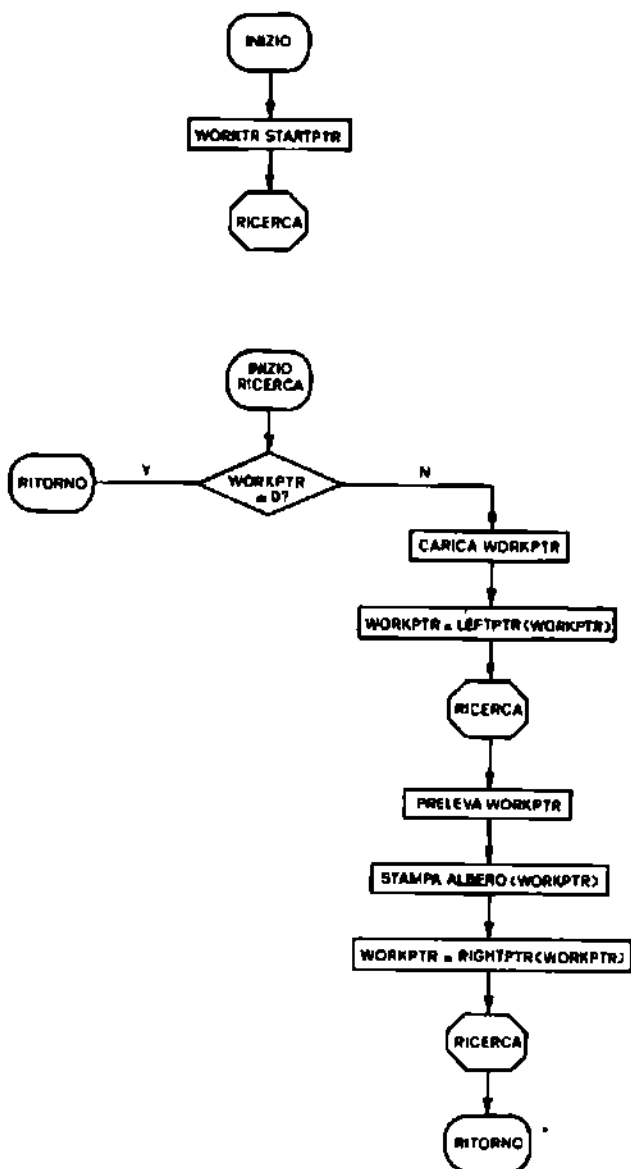 INIZIO
WORKTR STARTPTR
RICERCA
INIZIO
RICERCA
RITORNO
Y
WORKPTR
= 0?
N
CARICA WORKPTR
WORKPTR = LEFTPTR(WORKPTR)
RICERCA
PRELEVA WORKPTR
STAMPA ALBERO (WORKPTR)
WORKPTR = RIGHTPTR(WORKPTR)
RICERCA
RITORNO